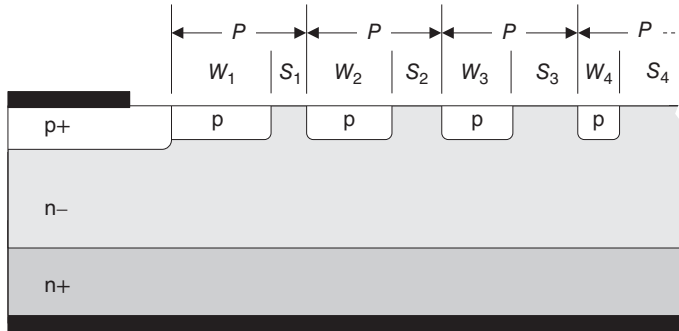 P P P P
W₁ S₁ W₂ S₂ W₃ S₃ W₄ S₄
p+ p p p p
n−
n+